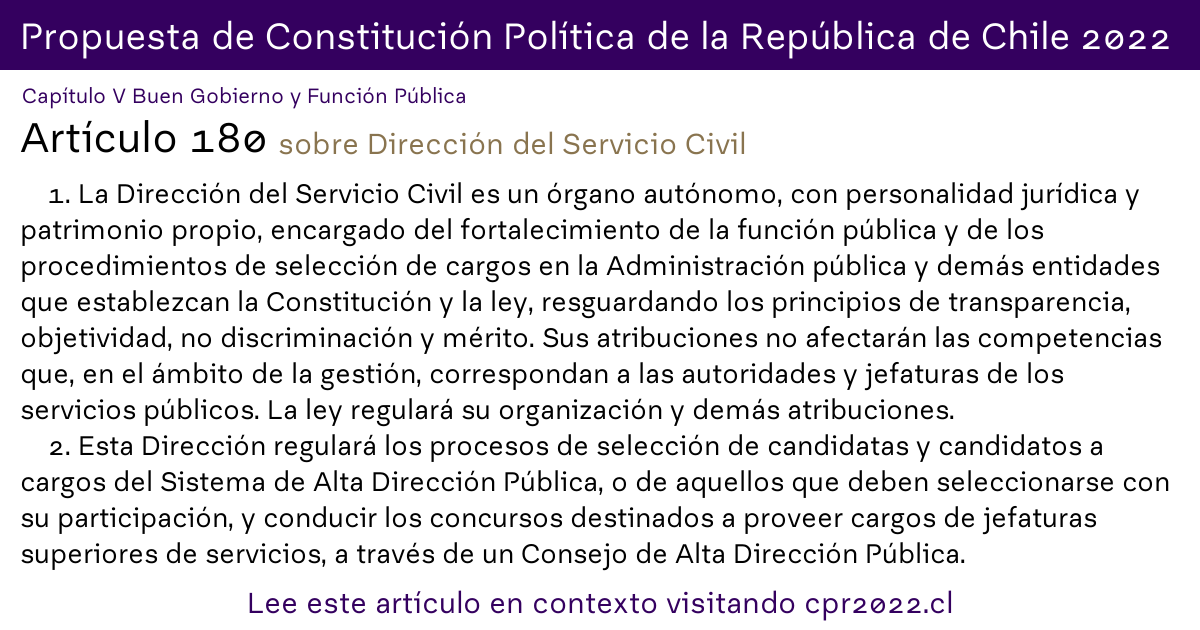 Propuesta de Constitución Política de la República de Chile 2022
Capítulo V Buen Gobierno y Función Pública
Artículo 180 sobre Dirección del Servicio Civil
1. La Dirección del Servicio Civil es un órgano autónomo, con personalidad jurídica y
patrimonio propio, encargado del fortalecimiento de la función pública y de los
procedimientos de selección de cargos en la Administración pública y demás entidades
que establezcan la Constitución y la ley, resguardando los principios de transparencia,
objetividad, no discriminación y mérito. Sus atribuciones no afectarán las competencias
que, en el ámbito de la gestión, correspondan a las autoridades y jefaturas de los
servicios públicos. La ley regulará su organización y demás atribuciones.
2. Esta Dirección regulará los procesos de selección de candidatas y candidatos a
cargos del Sistema de Alta Dirección Pública, o de aquellos que deben seleccionarse con
su participación, y conducir los concursos destinados a proveer cargos de jefaturas
superiores de servicios, a través de un Consejo de Alta Dirección Pública.
Lee este artículo en contexto visitando cpr2022.cl